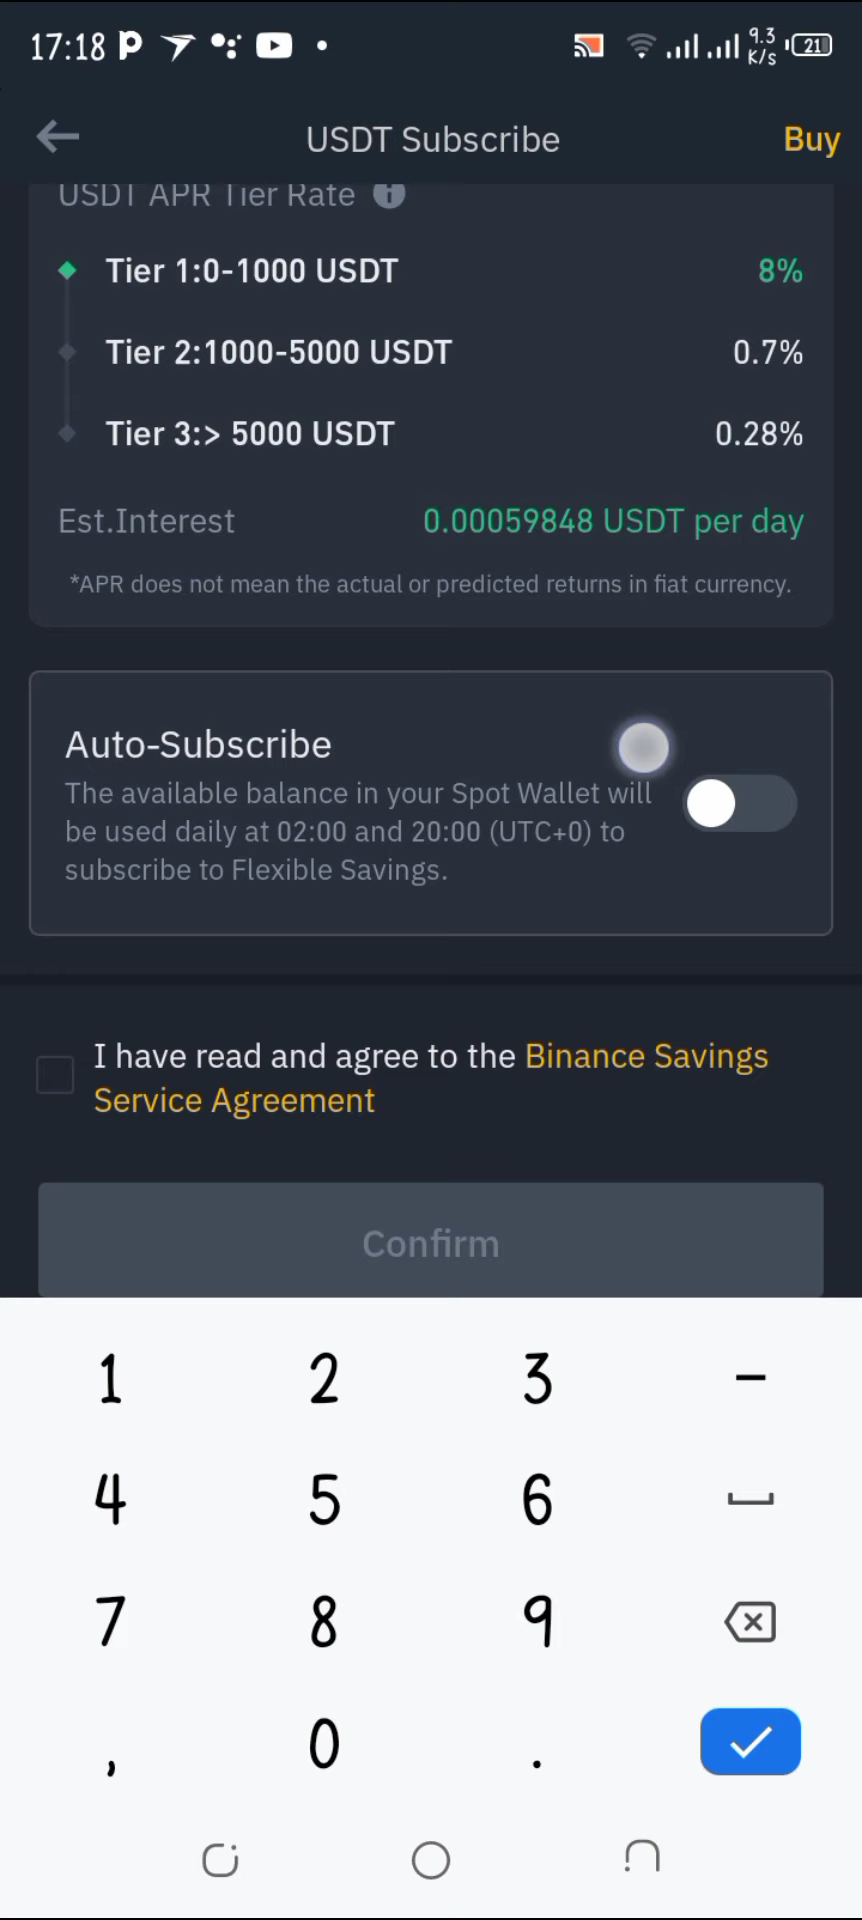 17:18
9.3
K/s
21
USDT Subscribe
Buy
USDT APR Tier Rate
Tier 1:0-1000 USDT 8%
Tier 2:1000-5000 USDT 0.7%
Tier 3:> 5000 USDT 0.28%
Est.Interest 0.00059848 USDT per day
*APR does not mean the actual or predicted returns in fiat currency.
Auto-Subscribe
The available balance in your Spot Wallet will
be used daily at 02:00 and 20:00 (UTC+0) to
subscribe to Flexible Savings.
I have read and agree to the Binance Savings
Service Agreement
Confirm
1 2 3 -
4 5 6
7 8 9
, 0 .